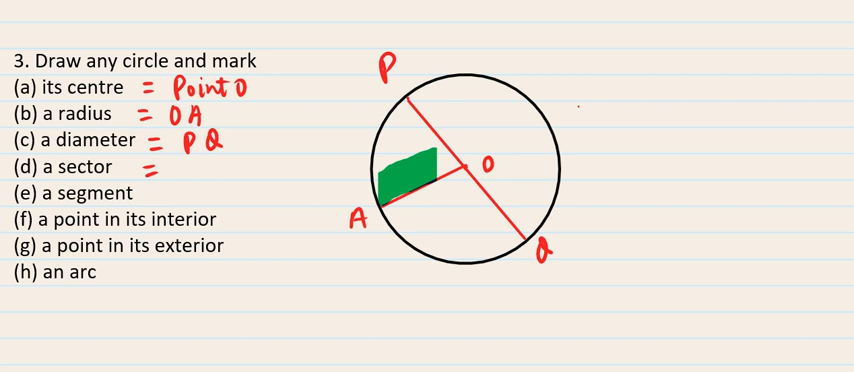 3. Draw any circle and mark
(a) its centre = Point O
(b) a radius = OA
(c) a diameter = PQ
(d) a sector =
(e) a segment
(f) a point in its interior
(g) a point in its exterior
(h) an arc
P
O
A
Q